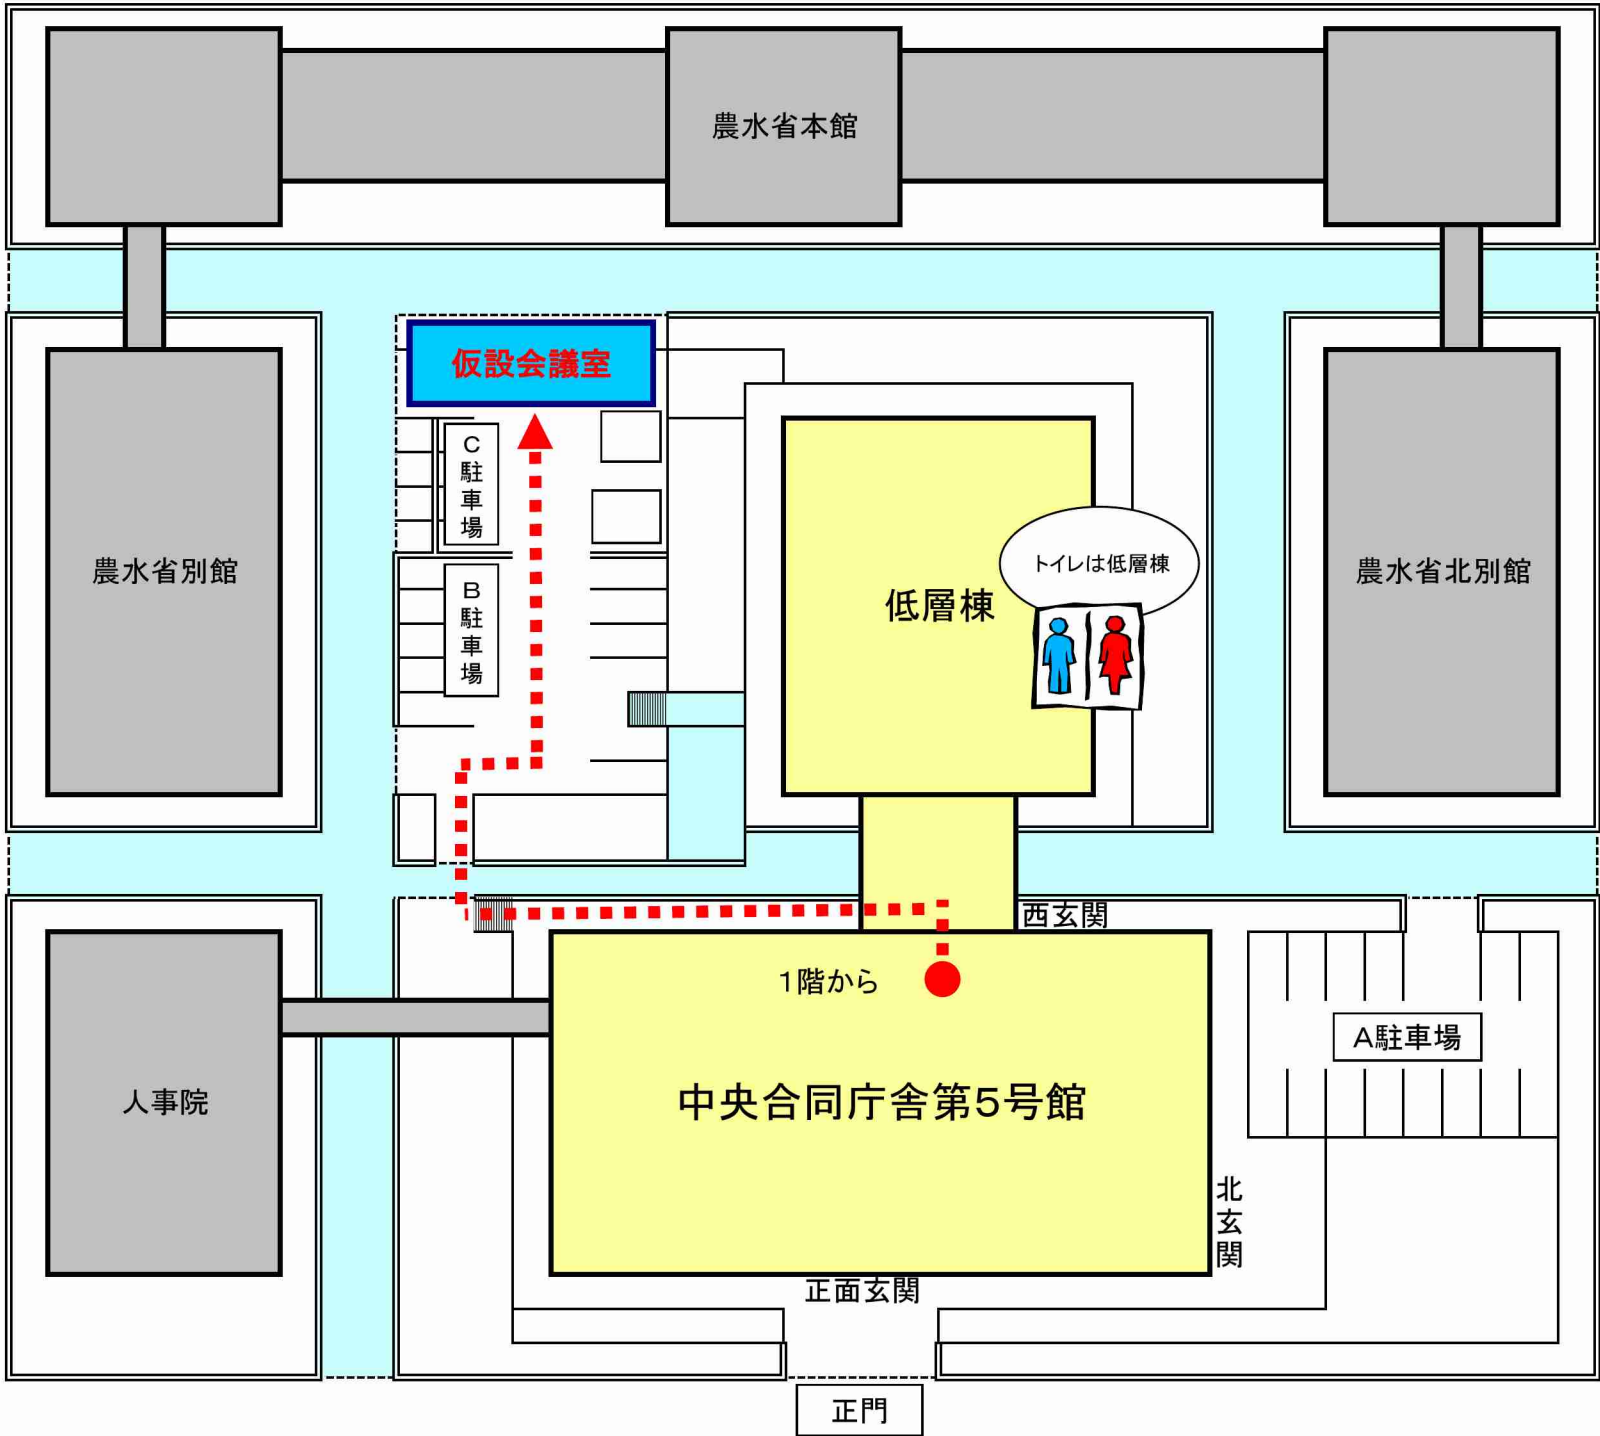 農水省本館
仮設会議室
C駐車場
農水省別館
トイレは低層棟
農水省北別館
B駐車場
低層棟
西玄関
1階から
A駐車場
人事院
中央合同庁舎第5号館
北玄関
正面玄関
正門